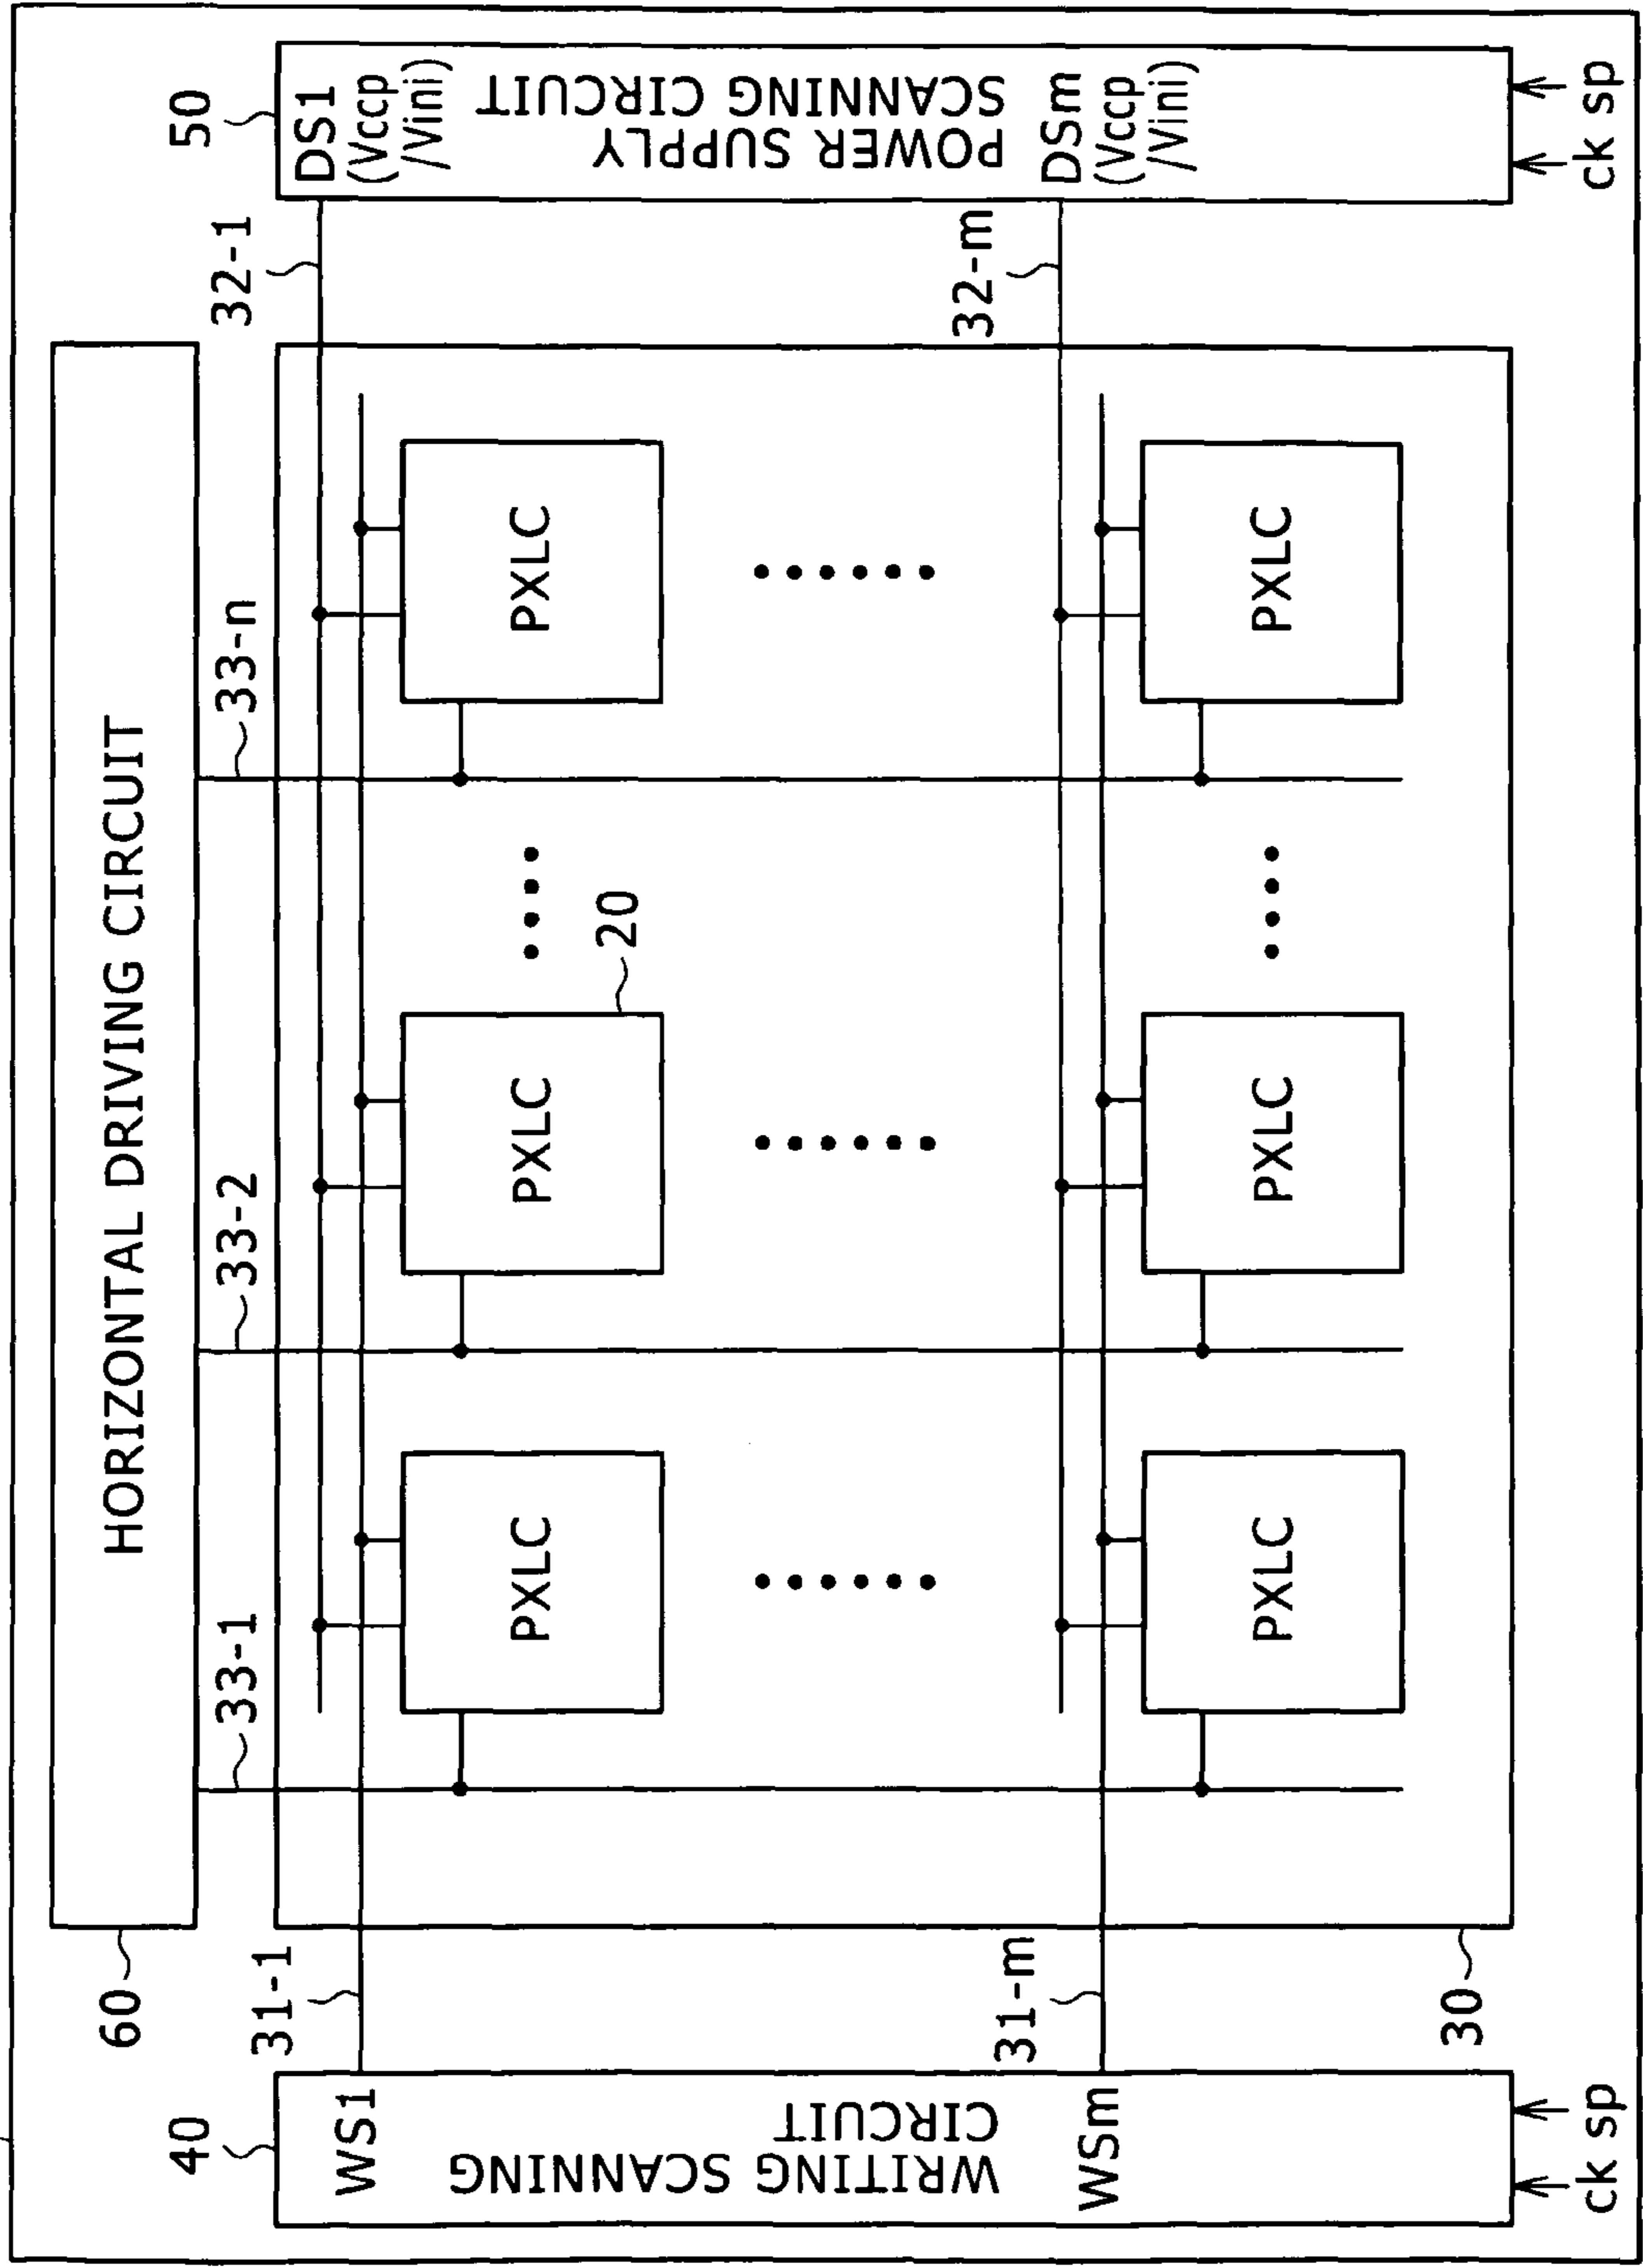 60
HORIZONTAL DRIVING CIRCUIT
40
31-1
33-1
33-2
33-n
32-1
50
WS1
DS1
(Vccp
/Vini)
PXLC
PXLC
PXLC
20
WRITING SCANNING
CIRCUIT
POWER SUPPLY
SCANNING CIRCUIT
31-m
32-m
WSm
DSm
(Vccp
/Vini)
PXLC
PXLC
PXLC
30
ck sp
ck sp